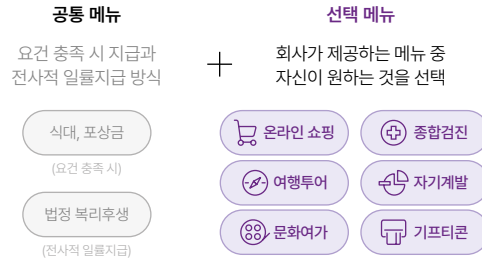 공통 메뉴
요건 충족 시 지급과
전사적 일률지급 방식
식대, 포상금
(요건 충족 시)
법정 복리후생
(전사적 일률지급)
선택 메뉴
회사가 제공하는 메뉴 중
자신이 원하는 것을 선택
온라인 쇼핑
종합검진
여행투어
자기계발
문화여가
기프티콘